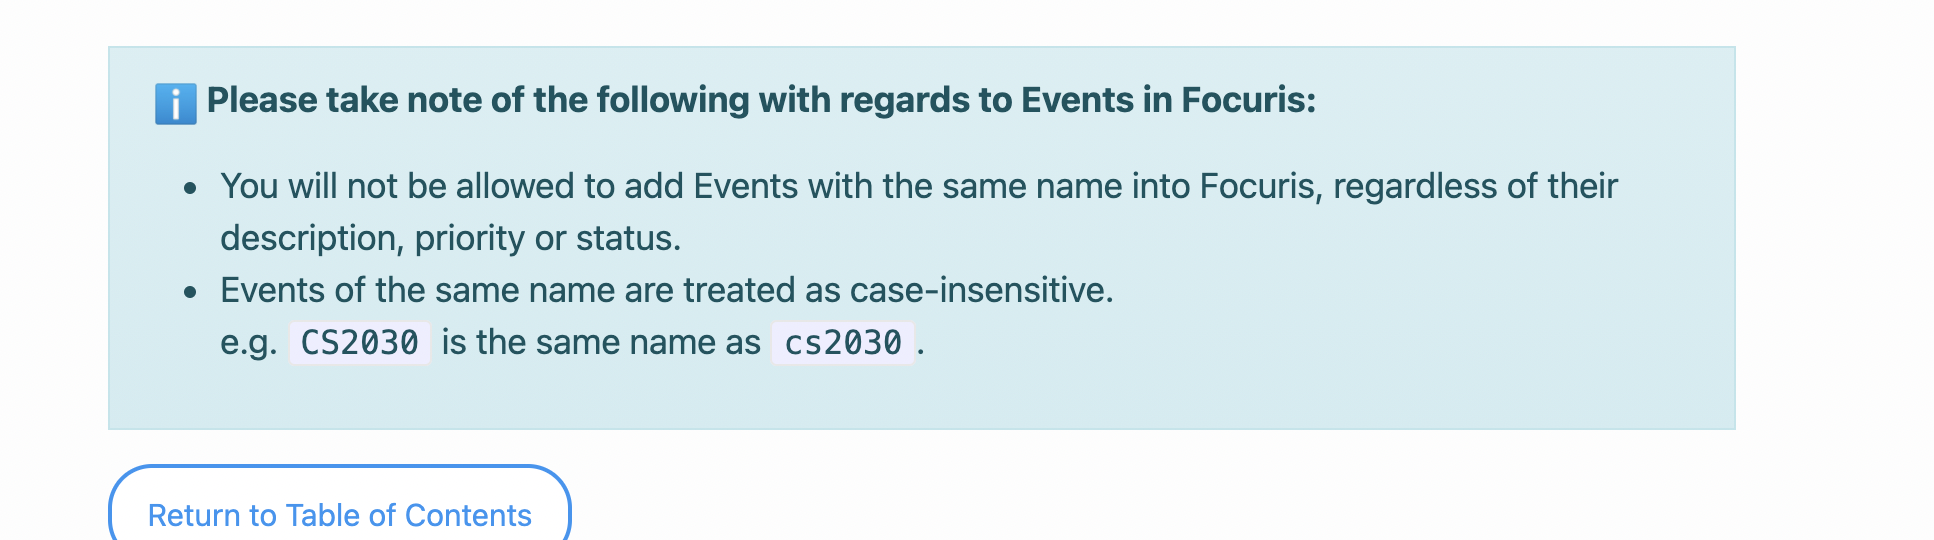 Please take note of the following with regards to Events in Focuris:
• You will not be allowed to add Events with the same name into Focuris, regardless of their
description, priority or status.
• Events of the same name are treated as case-insensitive.
e.g. CS2030 is the same name as cs2030.
Return to Table of Contents